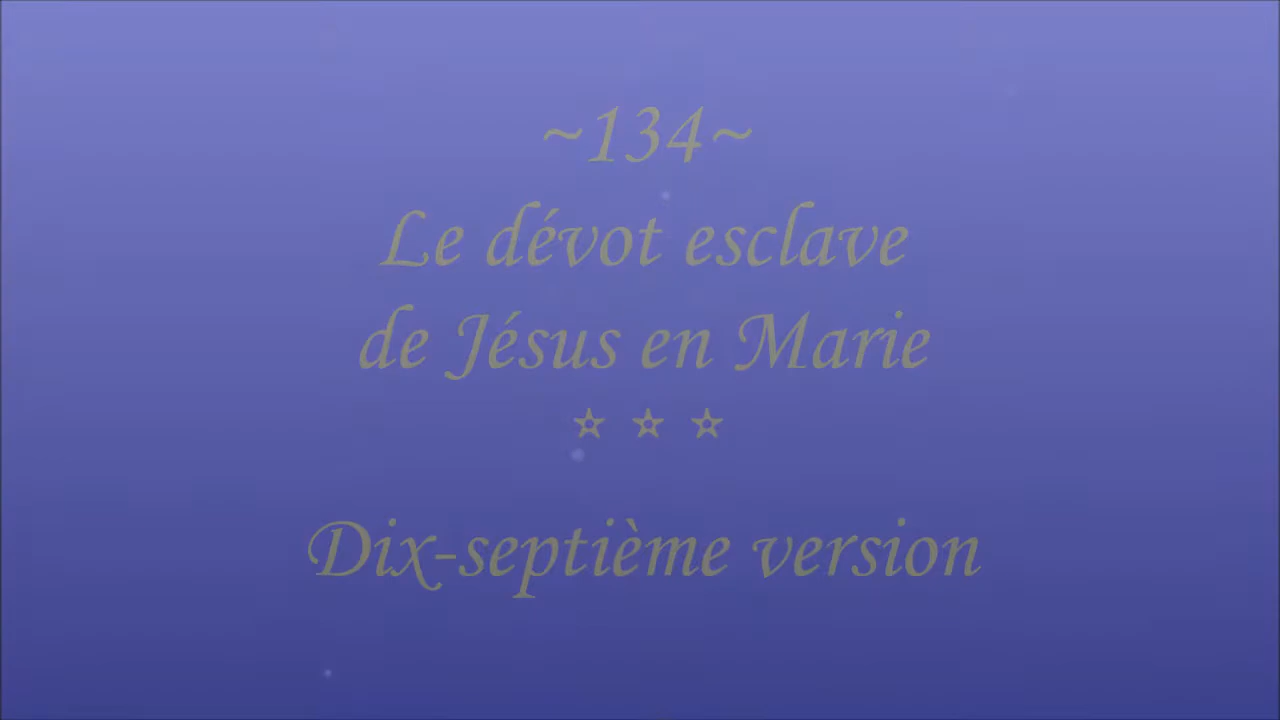 ~134~
Le dévot esclave
de Jésus en Marie
✯ ✯ ✯
Dix-septième version